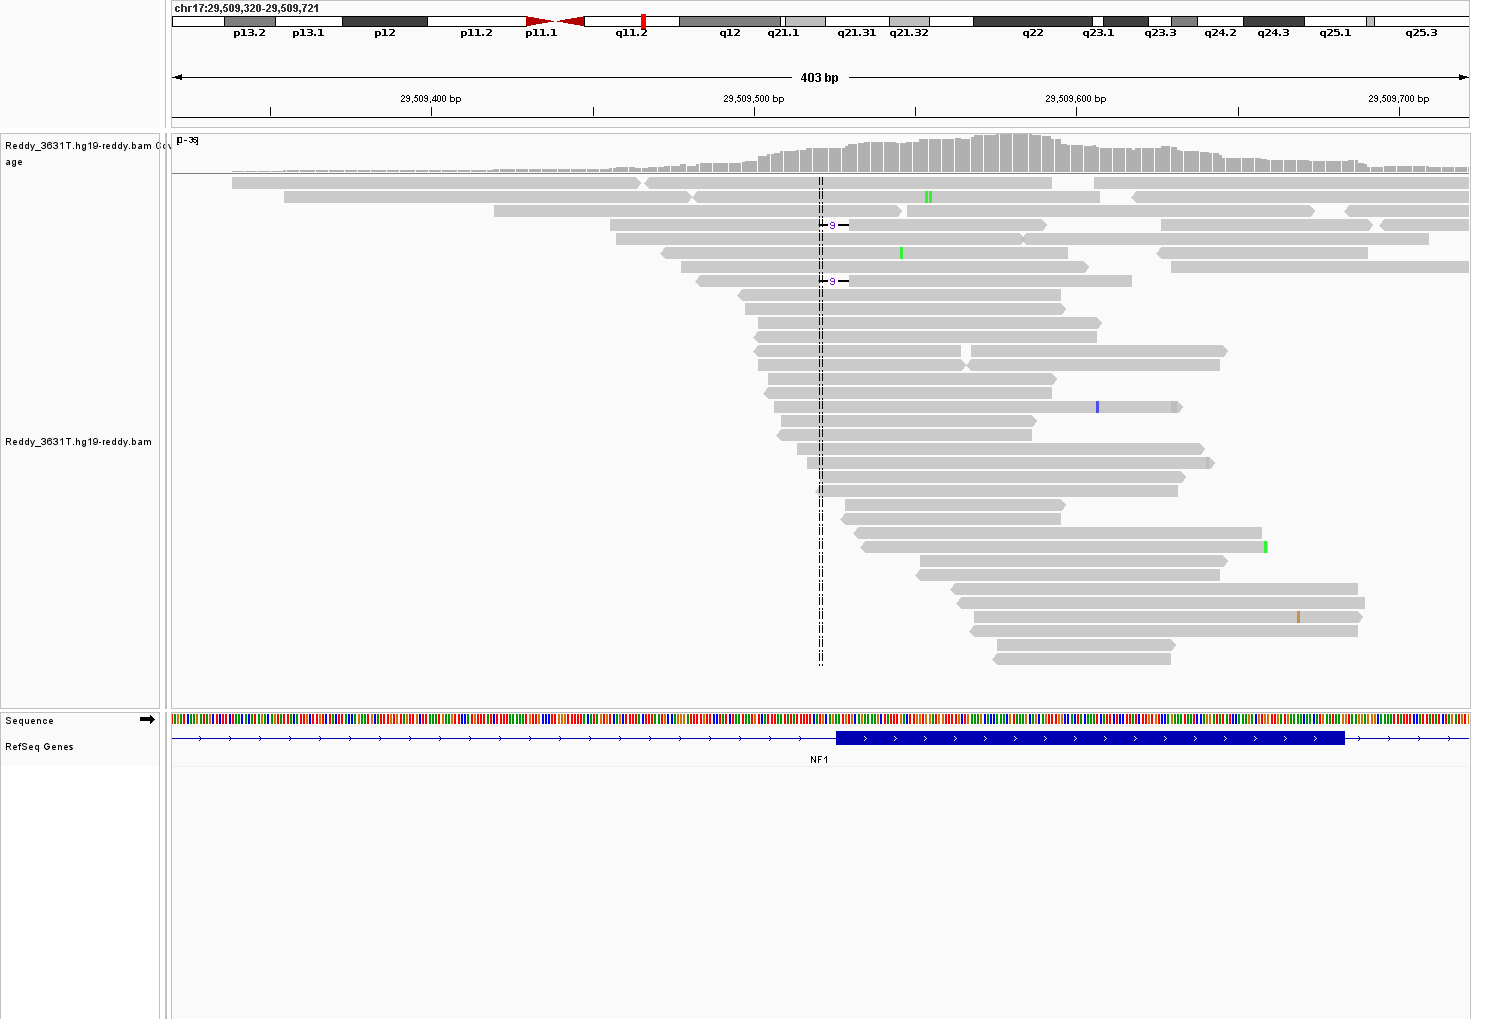 chr17:29,509,320-29,509,721
p13.2 p13.1 p12 p11.2 p11.1 q11.2 q12 q21.1 q21.31 q21.32 q22 q23.1 q23.3 q24.2 q24.3 q25.1 q25.3
403 bp
29,509,400 bp 29,509,500 bp 29,509,600 bp 29,509,700 bp
Reddy_3631T.hg19-reddy.bam Cov
age
9
9
Reddy_3631T.hg19-reddy.bam
Sequence
RefSeq Genes
NF1